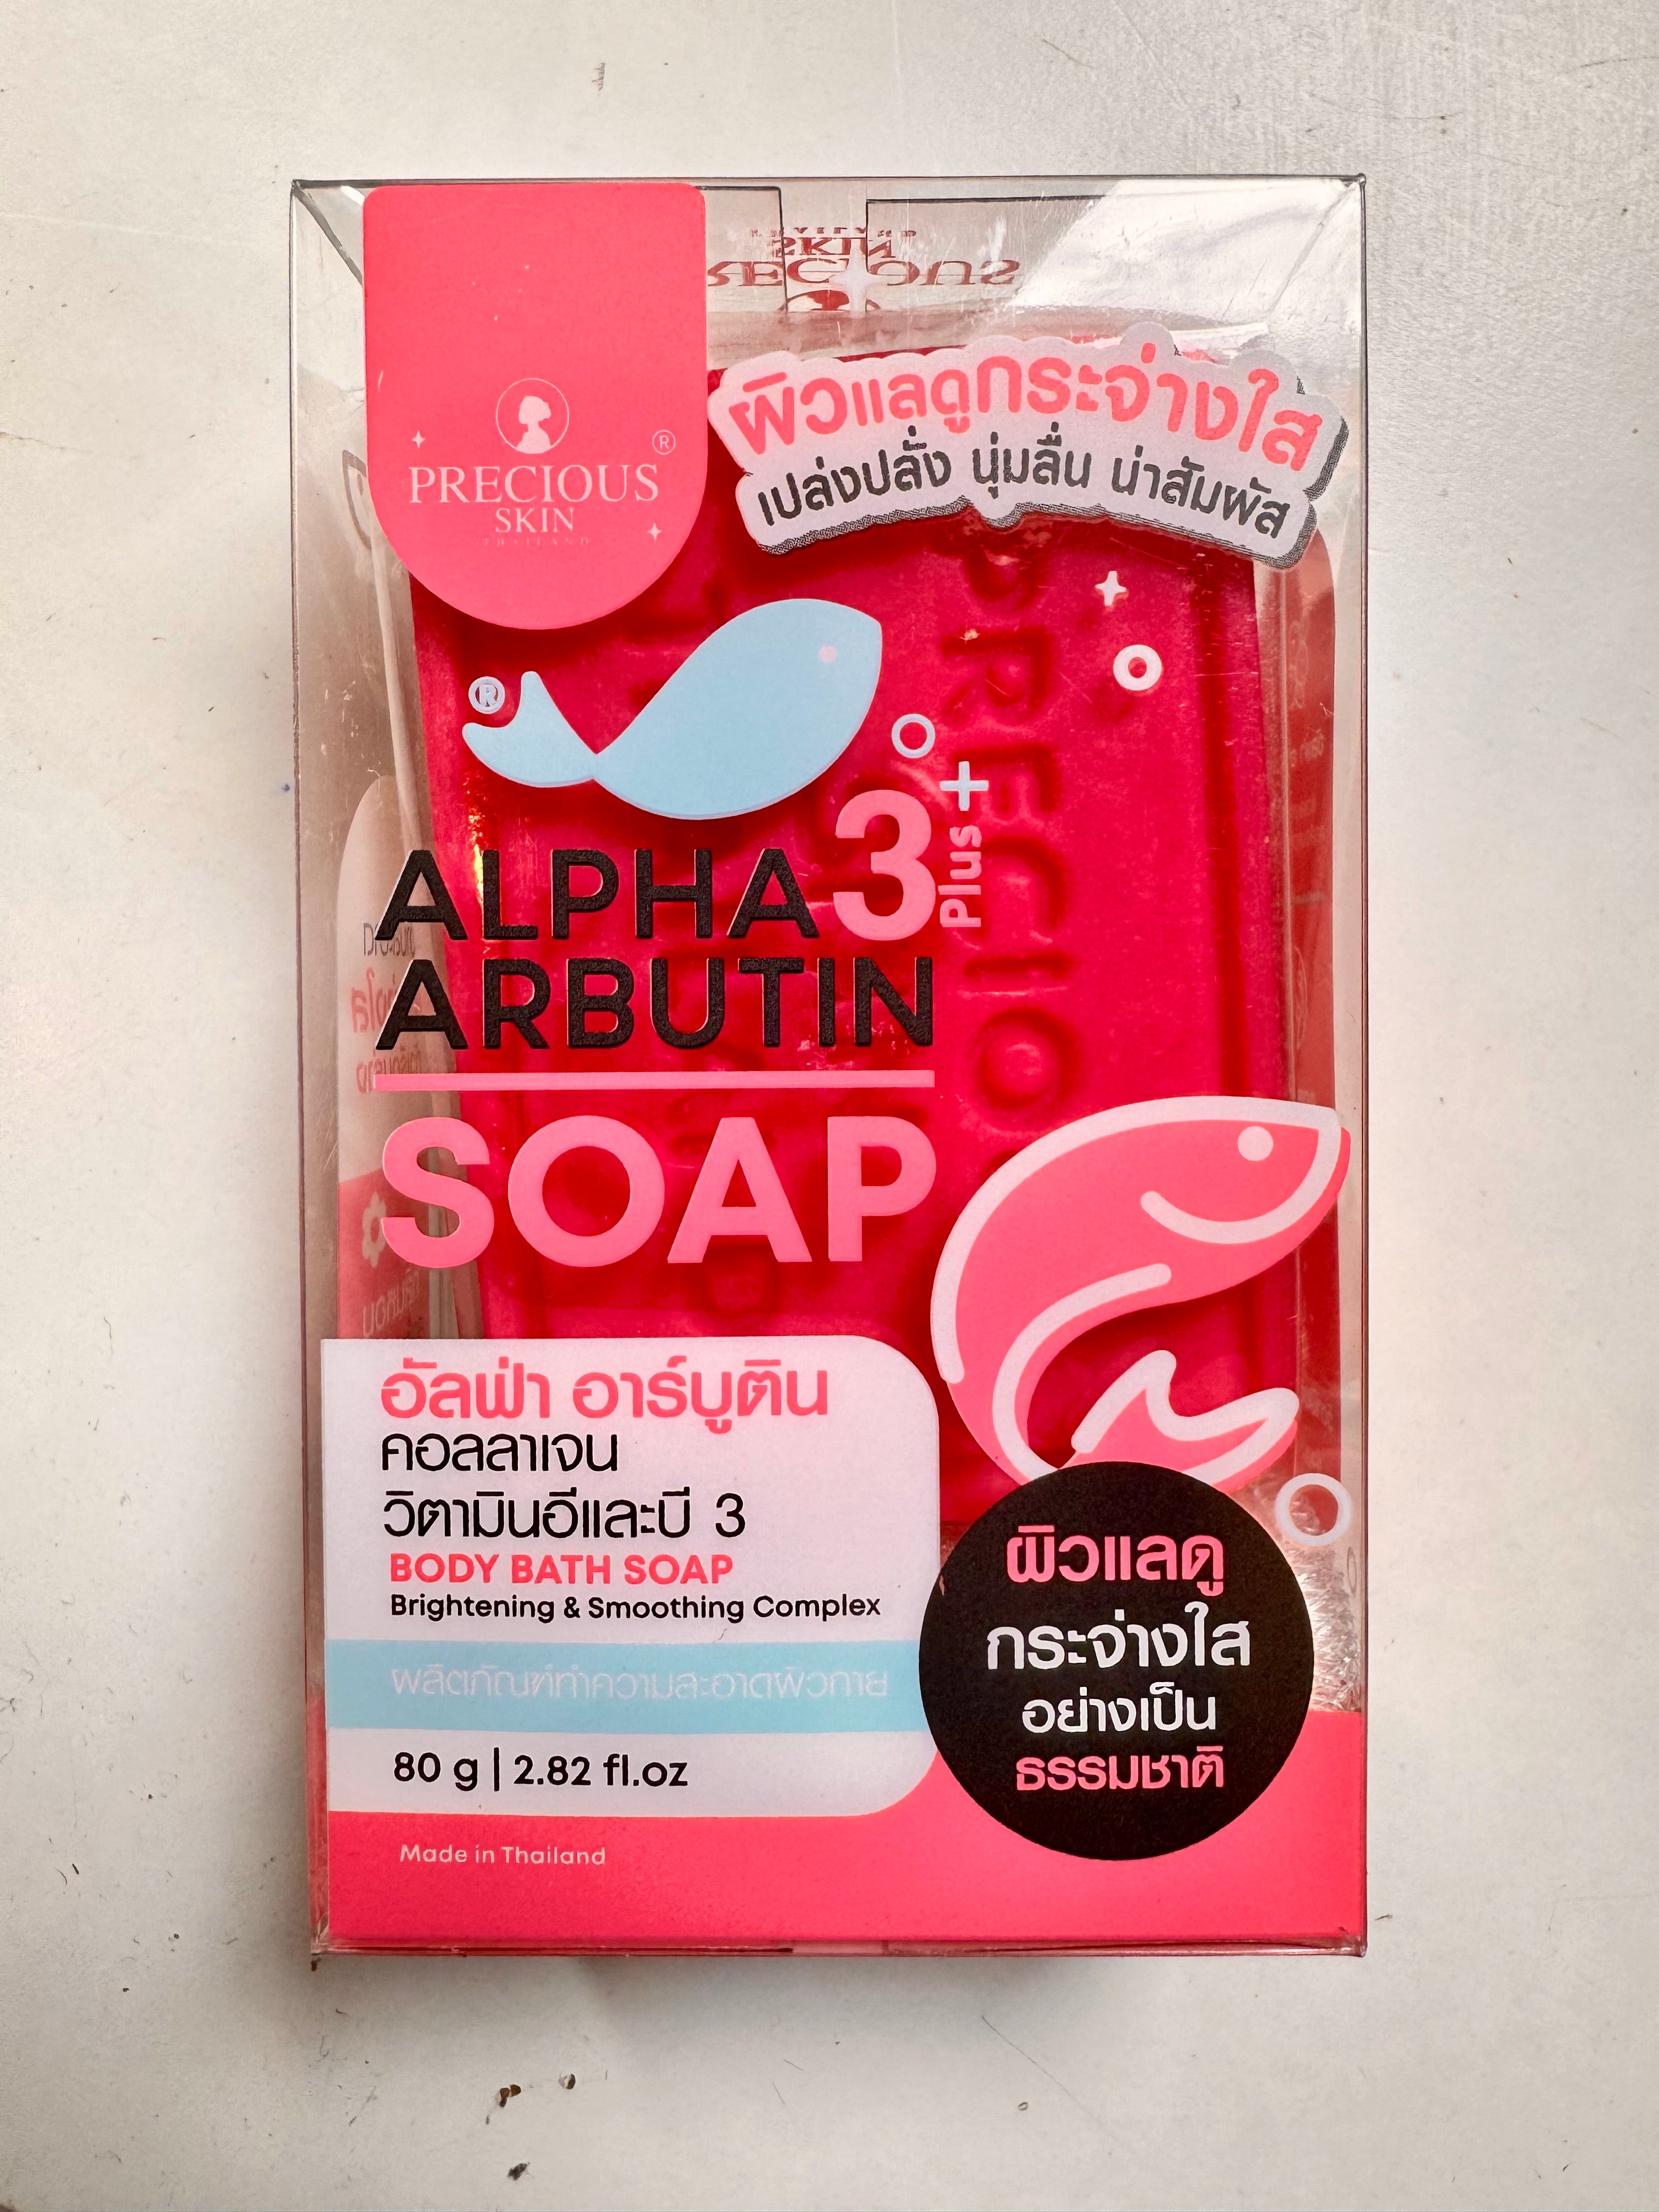 PRECIOUS®
SKIN
THAILAND
ผิวแลดูกระจ่างใส
เปล่งปลั่ง นุ่มลื่น น่าสัมผัส
®
ALPHA 3 Plus+
ARBUTIN
SOAP
PRECIO
อัลฟ่า อาร์บูติน
คอลลาเจน
วิตามินอีและบี 3
BODY BATH SOAP
Brightening & Smoothing Complex
ผลิตภัณฑ์ทำความสะอาดผิวกาย
80 g | 2.82 fl.oz
Made in Thailand
ผิวแลดู
กระจ่างใส
อย่างเป็น
ธรรมชาติ